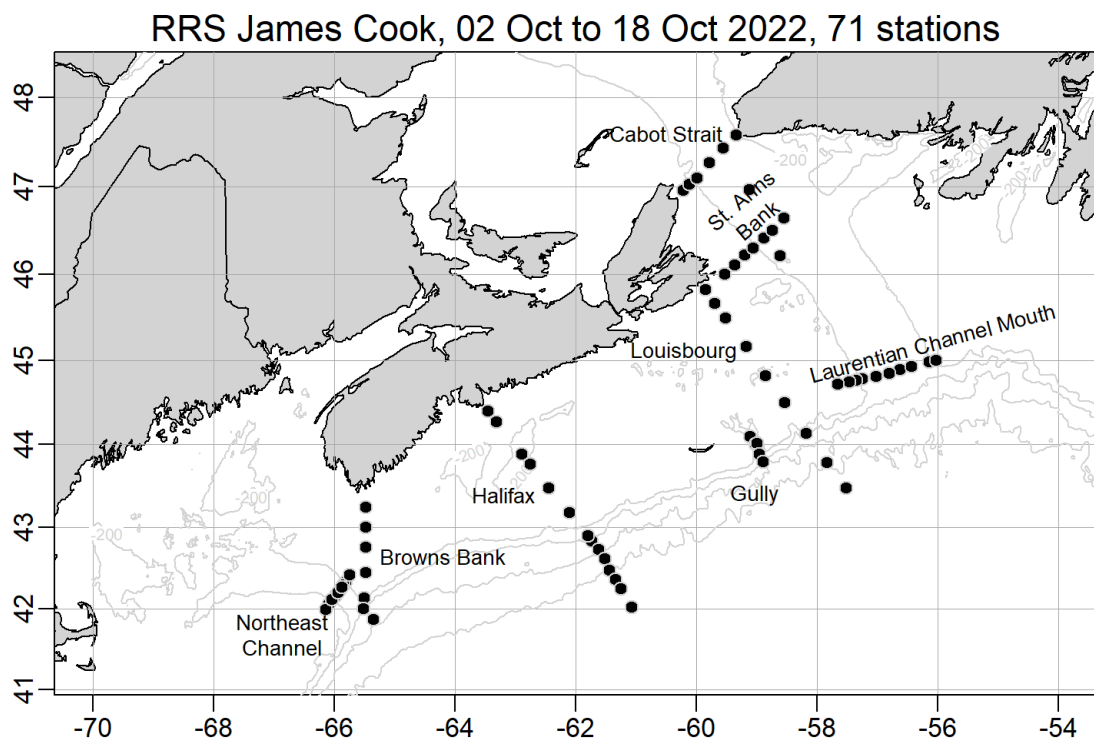 RRS James Cook, 02 Oct to 18 Oct 2022, 71 stations
48
47
46
45
44
43
42
41
Cabot Strait
-200
-200
-200
St. Anns
Bank
Louisbourg
Laurentian Channel Mouth
-200
Halifax
Gully
-200
-200
Browns Bank
Northeast
Channel
-70
-68
-66
-64
-62
-60
-58
-56
-54